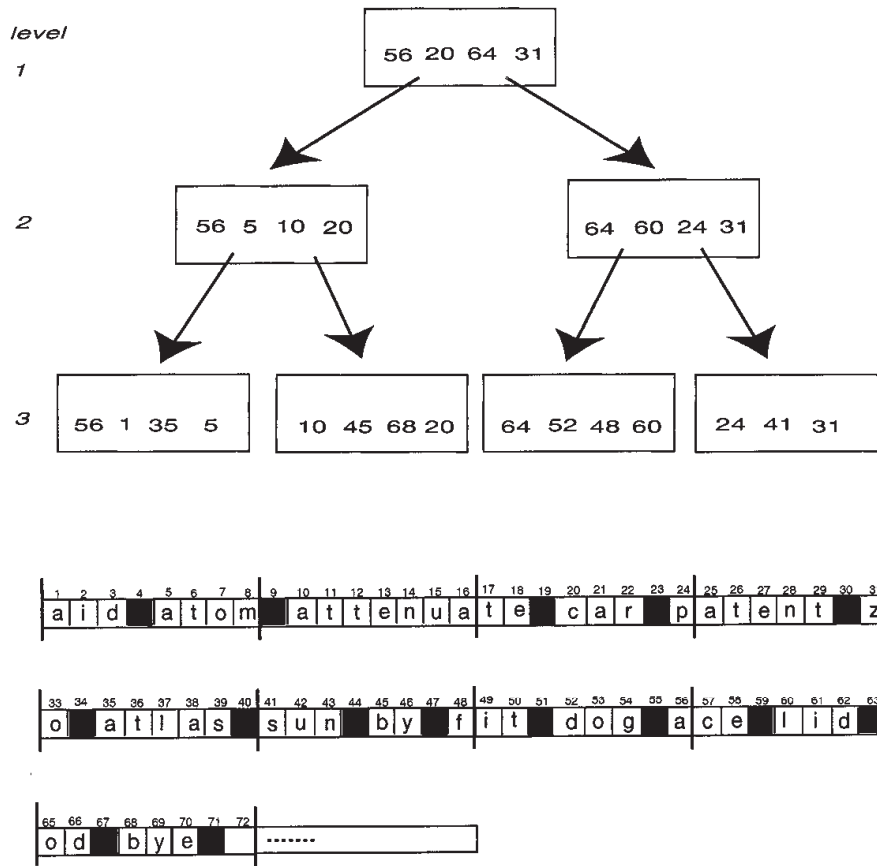 level
1
56 20 64 31
2
56 5 10 20
64 60 24 31
3
56 1 35 5
10 45 68 20
64 52 48 60
24 41 31
1 2 3 4 5 6 7 8 9 10 11 12 13 14 15 16 17 18 19 20 21 22 23 24 25 26 27 28 29 30
a i d a t o m a t t e n u a t e c a r p a t e n t z
33 34 35 36 37 38 39 40 41 42 43 44 45 46 47 48 49 50 51 52 53 54 55 56 57 58 59 60 61 62 63
o a t l a s s u n b y f i t d o g a c e l i d
65 66 67 68 69 70 71 72
o d b y e .......